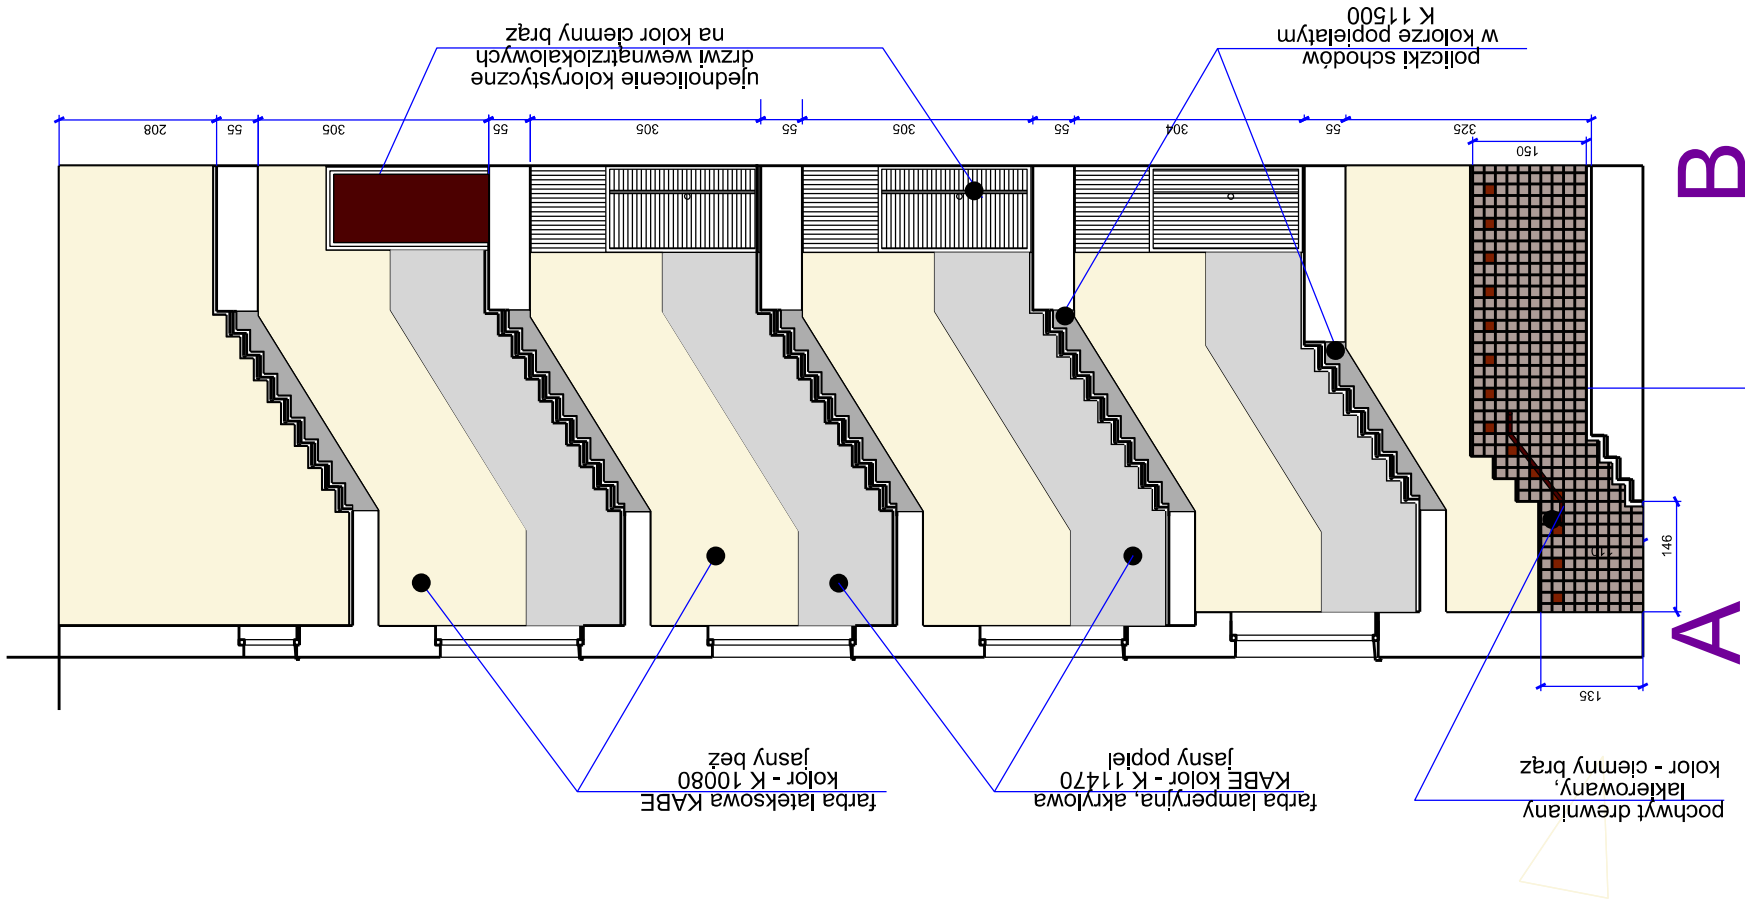 ujednolicenie kolorystyczne
drzwi wewnątrzlokalowych
na kolor ciemny brąz
policzki schodów
w kolorze popielatym
K 11500
208
55
305
55
305
55
305
55
304
55
325
150
B
A
146
110
135
farba lateksowa KABE
kolor - K 10080
jasny beż
farba lamperyjna, akrylowa
KABE kolor - K 11470
jasny popiel
pochwyt drewniany
lakierowany,
kolor - ciemny brąz